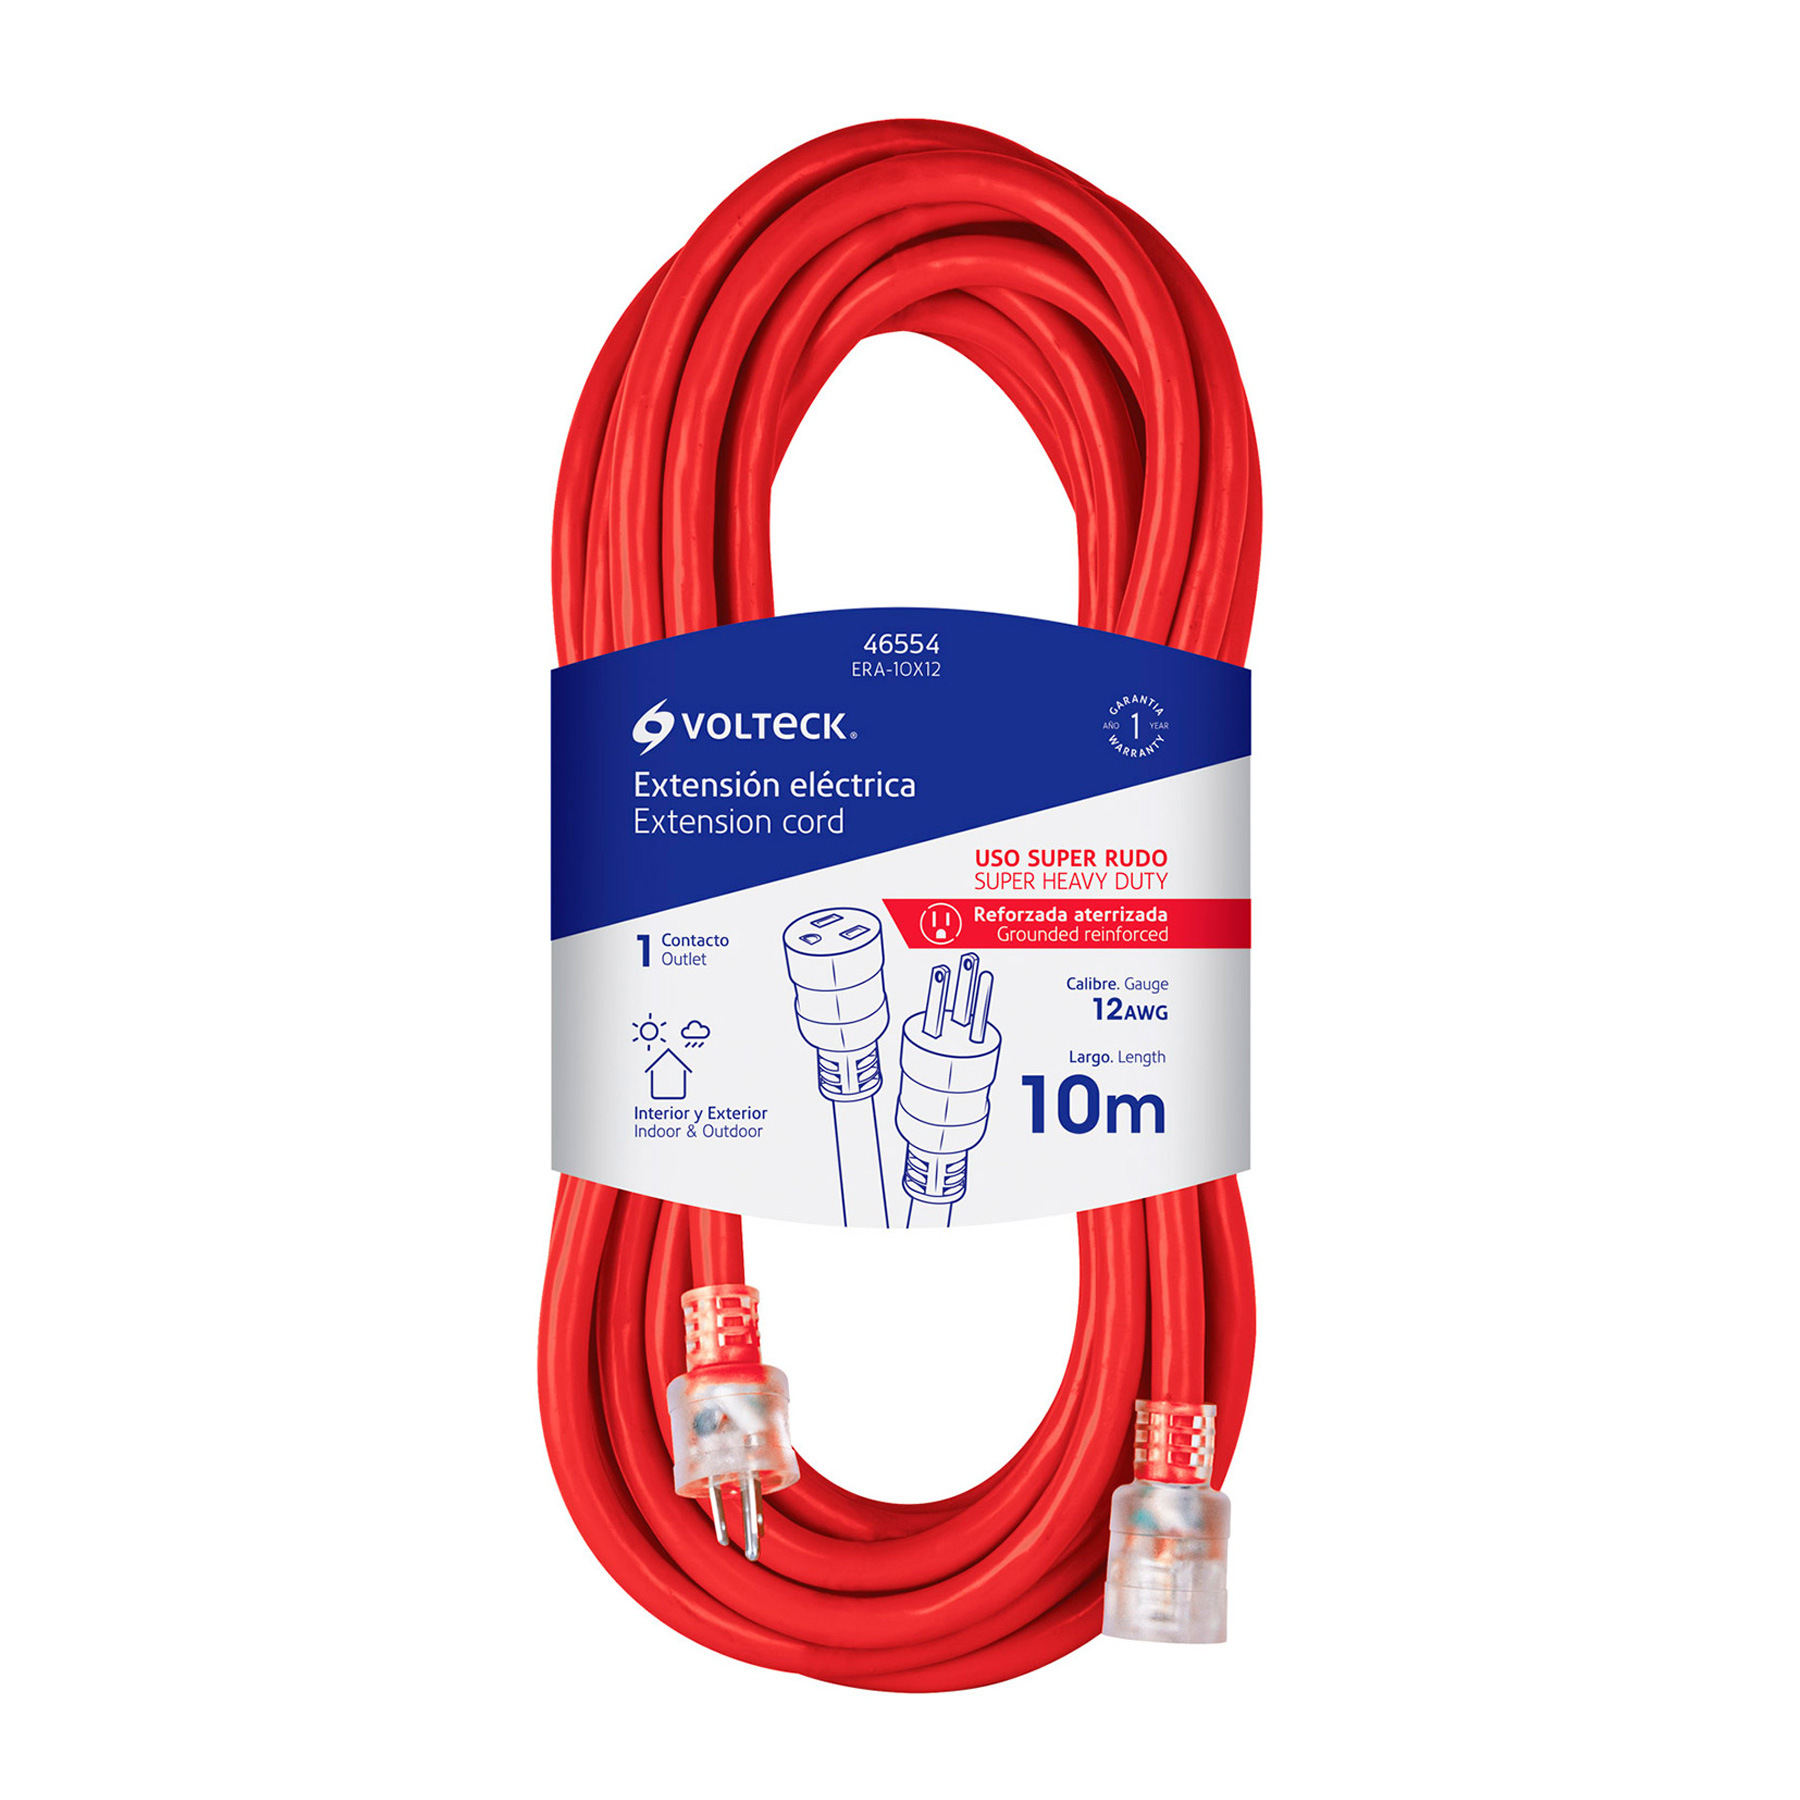 46554
ERA-10X12
VOLTECK®
GARANTIA
AÑO 1 YEAR
WARRANTY
Extensión eléctrica
Extension cord
USO SUPER RUDO
SUPER HEAVY DUTY
Reforzada aterrizada
Grounded reinforced
1 Contacto
Outlet
Calibre. Gauge
12AWG
Largo. Length
10m
Interior y Exterior
Indoor & Outdoor